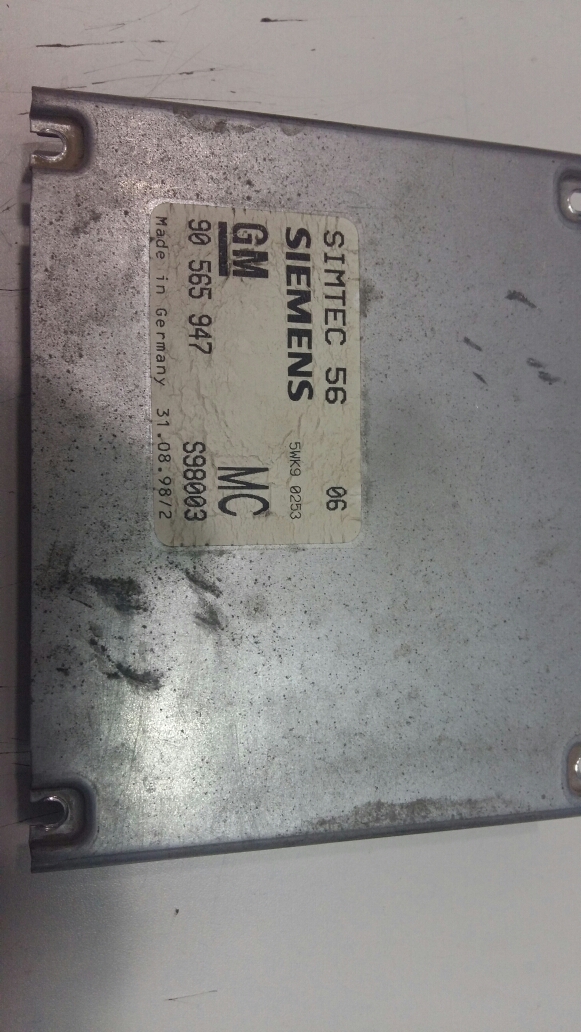 SIMTEC 56 06
SIEMENS 5WK9 0253
GM MC
90 565 947 S98003
Made in Germany 31.08.98/2